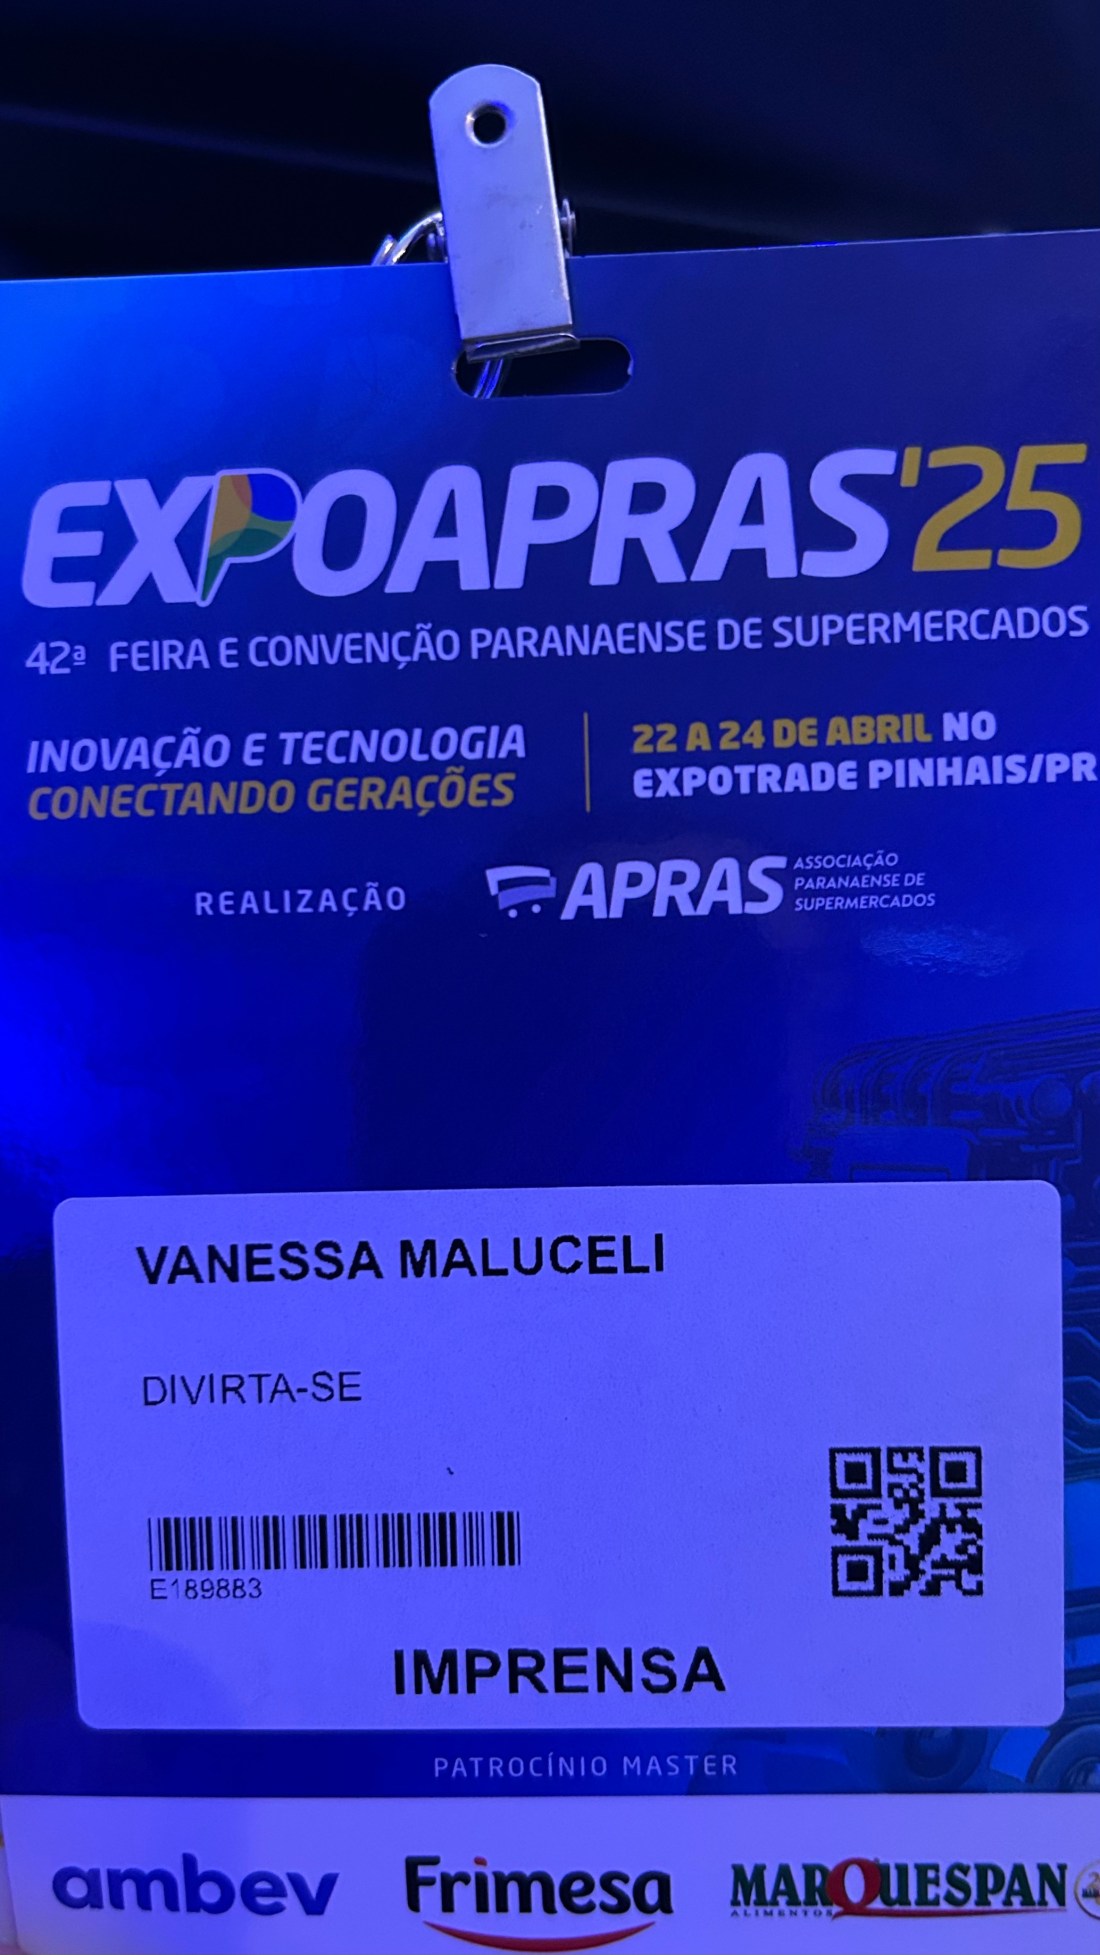 EXPOAPRAS'25
42ª FEIRA E CONVENÇÃO PARANAENSE DE SUPERMERCADOS
INOVAÇÃO E TECNOLOGIA
CONECTANDO GERAÇÕES
22 A 24 DE ABRIL NO
EXPOTRADE PINHAIS/PR
REALIZAÇÃO
APRAS
ASSOCIAÇÃO
PARANAENSE DE
SUPERMERCADOS
VANESSA MALUCELI
DIVIRTA-SE
E189883
IMPRENSA
PATROCÍNIO MASTER
ambev
Frimesa
MARQUESPAN
ALIMENTOS